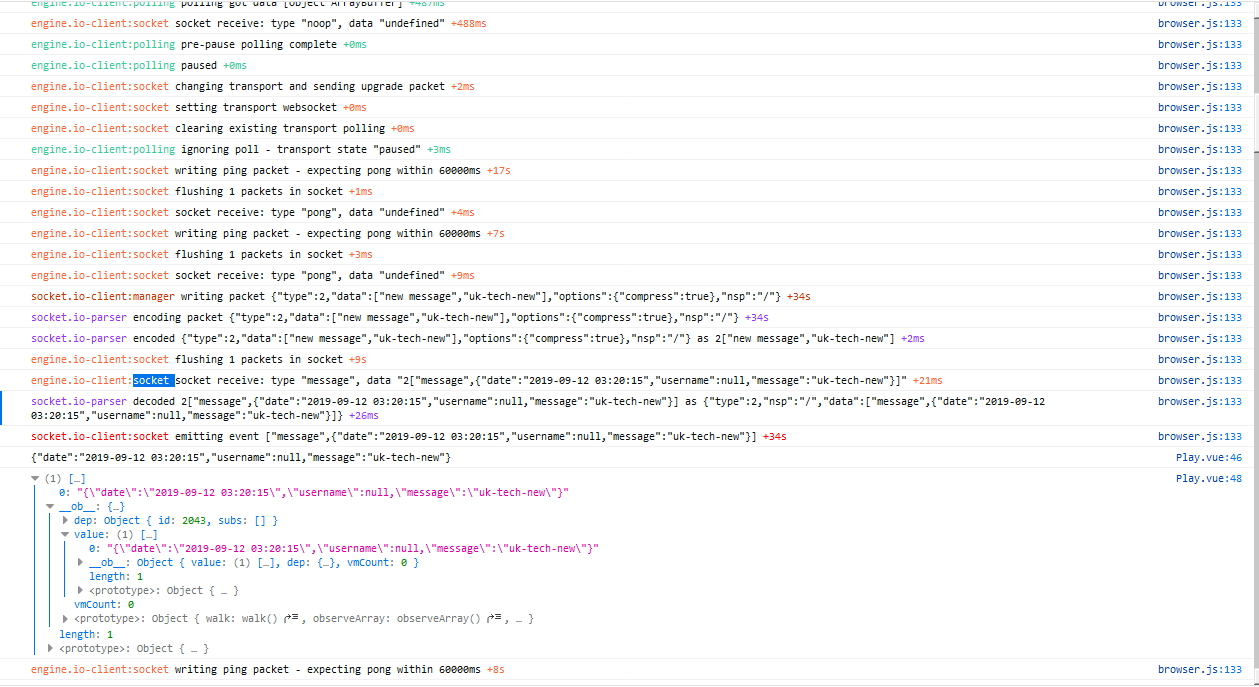 engine.io-client:polling polling got data [object ArrayBuffer] +487ms browser.js:133
engine.io-client:socket socket receive: type "noop", data "undefined" +488ms browser.js:133
engine.io-client:polling pre-pause polling complete +0ms browser.js:133
engine.io-client:polling paused +0ms browser.js:133
engine.io-client:socket changing transport and sending upgrade packet +2ms browser.js:133
engine.io-client:socket setting transport websocket +0ms browser.js:133
engine.io-client:socket clearing existing transport polling +0ms browser.js:133
engine.io-client:polling ignoring poll - transport state "paused" +3ms browser.js:133
engine.io-client:socket writing ping packet - expecting pong within 60000ms +17s browser.js:133
engine.io-client:socket flushing 1 packets in socket +1ms browser.js:133
engine.io-client:socket socket receive: type "pong", data "undefined" +4ms browser.js:133
engine.io-client:socket writing ping packet - expecting pong within 60000ms +7s browser.js:133
engine.io-client:socket flushing 1 packets in socket +3ms browser.js:133
engine.io-client:socket socket receive: type "pong", data "undefined" +9ms browser.js:133
socket.io-client:manager writing packet {"type":2,"data":["new message","uk-tech-new"],"options":{"compress":true},"nsp":"/"} +34s browser.js:133
socket.io-parser encoding packet {"type":2,"data":["new message","uk-tech-new"],"options":{"compress":true},"nsp":"/"} +34s browser.js:133
socket.io-parser encoded {"type":2,"data":["new message","uk-tech-new"],"options":{"compress":true},"nsp":"/"} as 2["new message","uk-tech-new"] +2ms browser.js:133
engine.io-client:socket flushing 1 packets in socket +9s browser.js:133
engine.io-client:socket socket receive: type "message", data "2["message",{"date":"2019-09-12 03:20:15","username":null,"message":"uk-tech-new"}]" +21ms browser.js:133
socket.io-parser decoded 2["message",{"date":"2019-09-12 03:20:15","username":null,"message":"uk-tech-new"}] as {"type":2,"nsp":"/","data":["message",{"date":"2019-09-12 browser.js:133
03:20:15","username":null,"message":"uk-tech-new"}]} +26ms
socket.io-client:socket emitting event ["message",{"date":"2019-09-12 03:20:15","username":null,"message":"uk-tech-new"}] +34s browser.js:133
{"date":"2019-09-12 03:20:15","username":null,"message":"uk-tech-new"} Play.vue:46
(1) […] Play.vue:48
0: "{\"date\":\"2019-09-12 03:20:15\",\"username\":null,\"message\":\"uk-tech-new\"}"
__ob__: {…}
dep: Object { id: 2043, subs: [] }
value: (1) […]
0: "{\"date\":\"2019-09-12 03:20:15\",\"username\":null,\"message\":\"uk-tech-new\"}"
__ob__: Object { value: (1) […], dep: {…}, vmCount: 0 }
length: 1
<prototype>: Object { … }
vmCount: 0
<prototype>: Object { walk: walk(), observeArray: observeArray(), … }
length: 1
<prototype>: Object { … }
engine.io-client:socket writing ping packet - expecting pong within 60000ms +8s browser.js:133